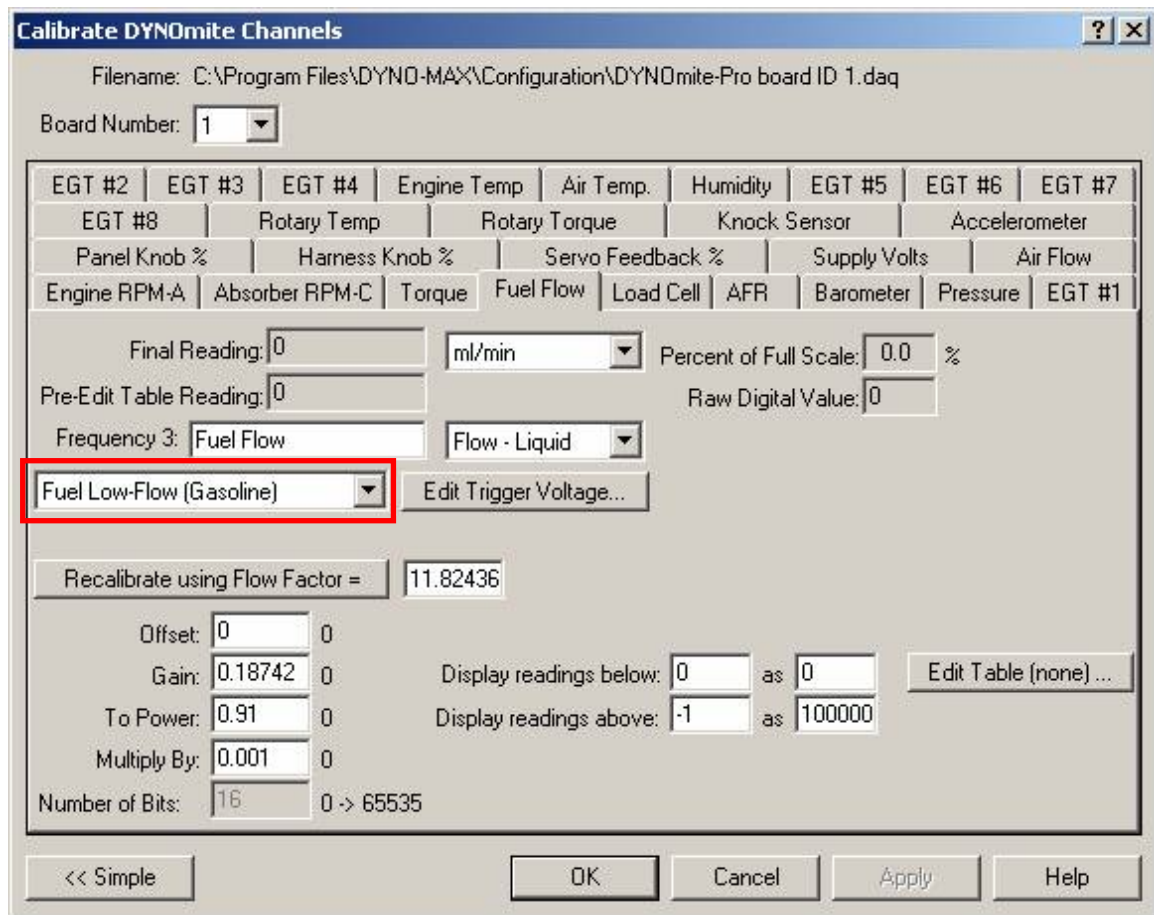 Calibrate DYNOmite Channels ? ×
Filename: C:\Program Files\DYNO-MAX\Configuration\DYNOmite-Pro board ID 1.daq
Board Number: 1
EGT #2 EGT #3 EGT #4 Engine Temp Air Temp. Humidity EGT #5 EGT #6 EGT #7
EGT #8 Rotary Temp Rotary Torque Knock Sensor Accelerometer
Panel Knob % Harness Knob % Servo Feedback % Supply Volts Air Flow
Engine RPM-A Absorber RPM-C Torque Fuel Flow Load Cell AFR Barometer Pressure EGT #1
Final Reading: 0 ml/min Percent of Full Scale: 0.0 %
Pre-Edit Table Reading: 0 Raw Digital Value: 0
Frequency 3: Fuel Flow Flow - Liquid
Fuel Low-Flow (Gasoline) Edit Trigger Voltage...
Recalibrate using Flow Factor = 11.82436
Offset: 0 0
Gain: 0.18742 0 Display readings below: 0 as 0 Edit Table (none) ...
To Power: 0.91 0 Display readings above: -1 as 100000
Multiply By: 0.001 0
Number of Bits: 16 0 -> 65535
<< Simple OK Cancel Apply Help